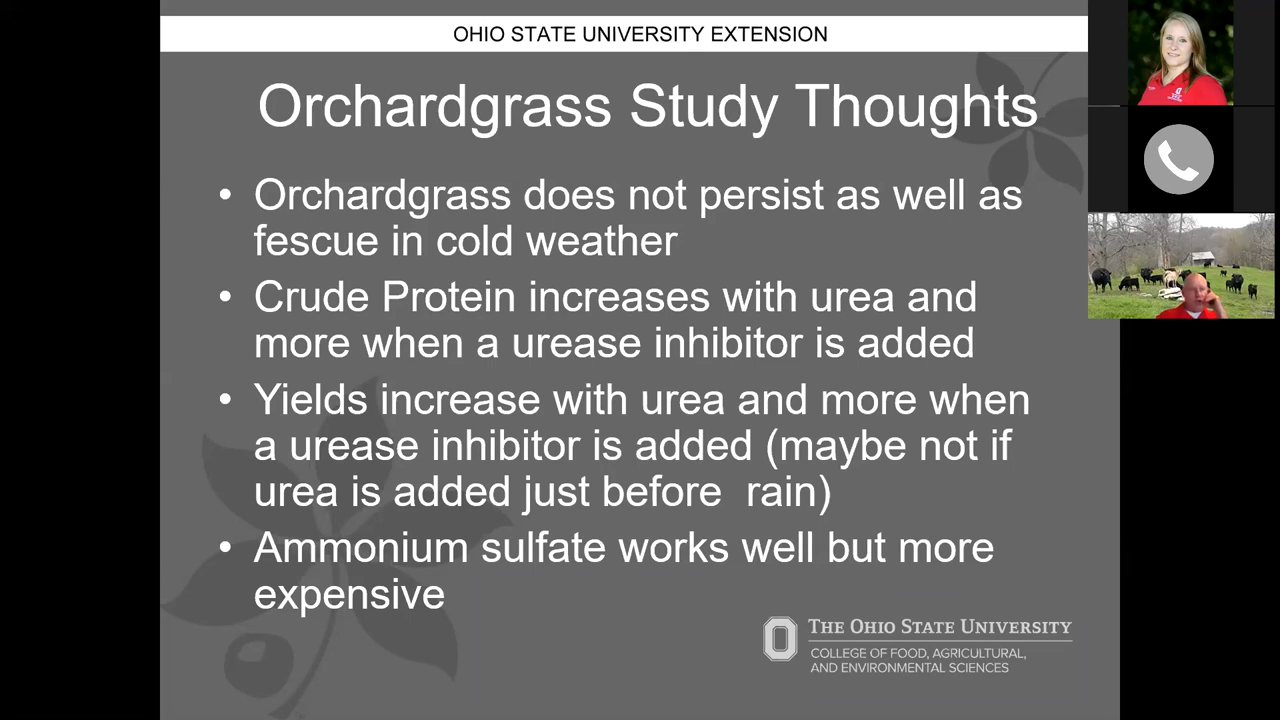 OHIO STATE UNIVERSITY EXTENSION
Orchardgrass Study Thoughts
• Orchardgrass does not persist as well as
fescue in cold weather
• Crude Protein increases with urea and
more when a urease inhibitor is added
• Yields increase with urea and more when
a urease inhibitor is added (maybe not if
urea is added just before  rain)
• Ammonium sulfate works well but more
expensive
THE OHIO STATE UNIVERSITY
COLLEGE OF FOOD, AGRICULTURAL,
AND ENVIRONMENTAL SCIENCES